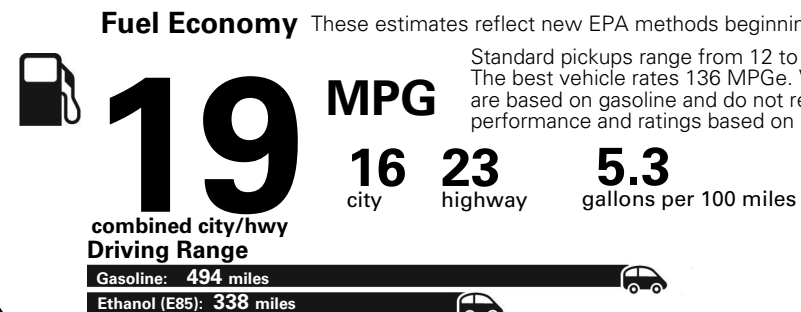 Fuel Economy These estimates reflect new EPA methods beginning
Standard pickups range from 12 to
The best vehicle rates 136 MPGe. V
are based on gasoline and do not re
performance and ratings based on
19 MPG
16 city
23 highway
5.3 gallons per 100 miles
combined city/hwy
Driving Range
Gasoline: 494 miles
Ethanol (E85): 338 miles